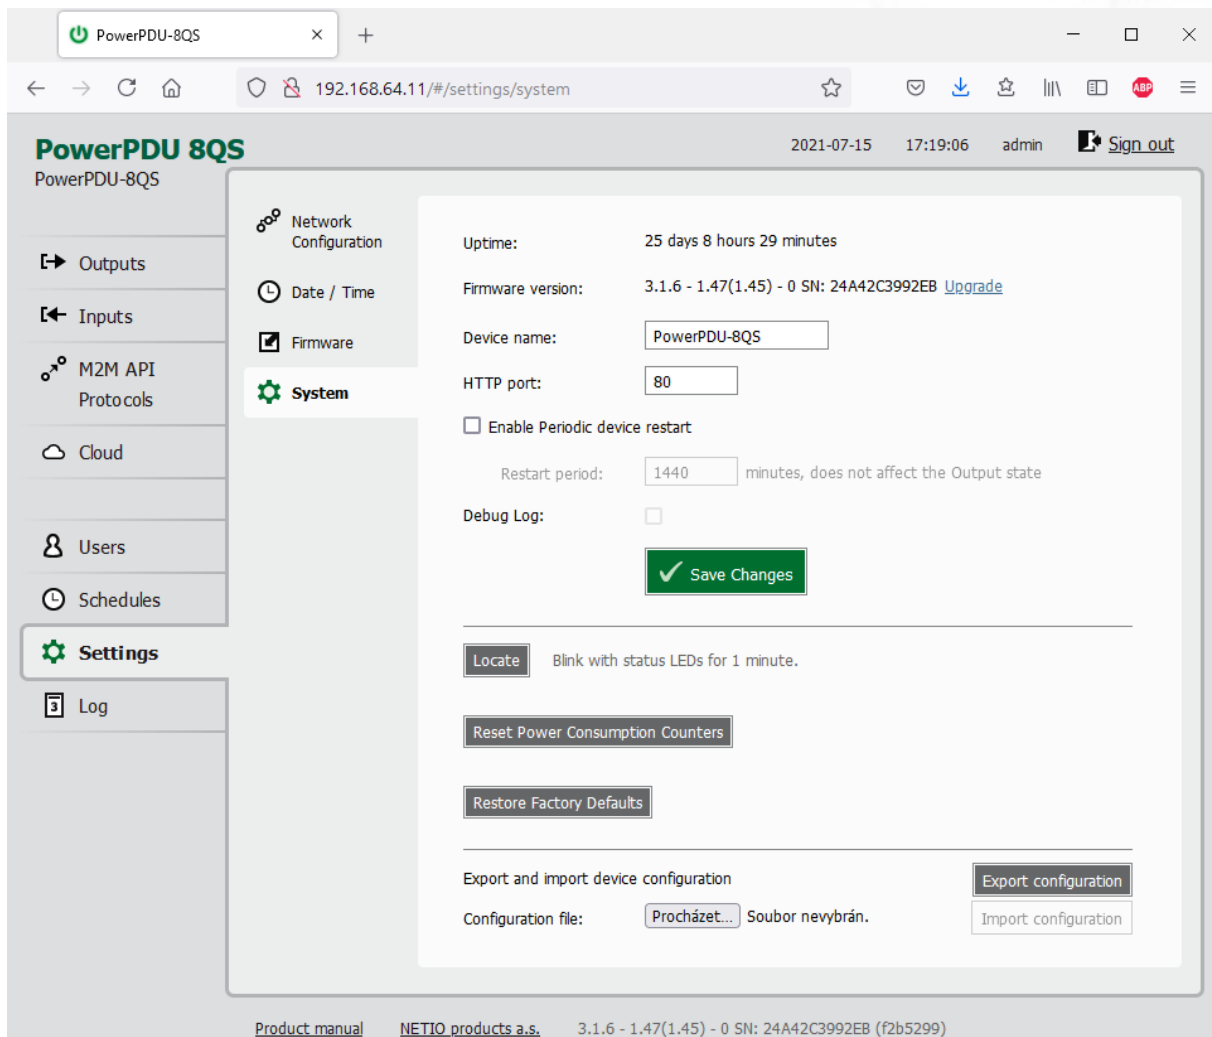 PowerPDU-8QS
192.168.64.11/#/settings/system
ABP
PowerPDU 8QS
2021-07-15 17:19:06 admin Sign out
PowerPDU-8QS
Outputs
Inputs
M2M API
Protocols
Cloud
Users
Schedules
Settings
3 Log
Network
Configuration
Date / Time
Firmware
System
Uptime: 25 days 8 hours 29 minutes
Firmware version: 3.1.6 - 1.47(1.45) - 0 SN: 24A42C3992EB Upgrade
Device name: PowerPDU-8QS
HTTP port: 80
Enable Periodic device restart
Restart period: 1440 minutes, does not affect the Output state
Debug Log:
Save Changes
Locate Blink with status LEDs for 1 minute.
Reset Power Consumption Counters
Restore Factory Defaults
Export and import device configuration Export configuration
Configuration file: Procházet... Soubor nevybrán. Import configuration
Product manual NETIO products a.s. 3.1.6 - 1.47(1.45) - 0 SN: 24A42C3992EB (f2b5299)